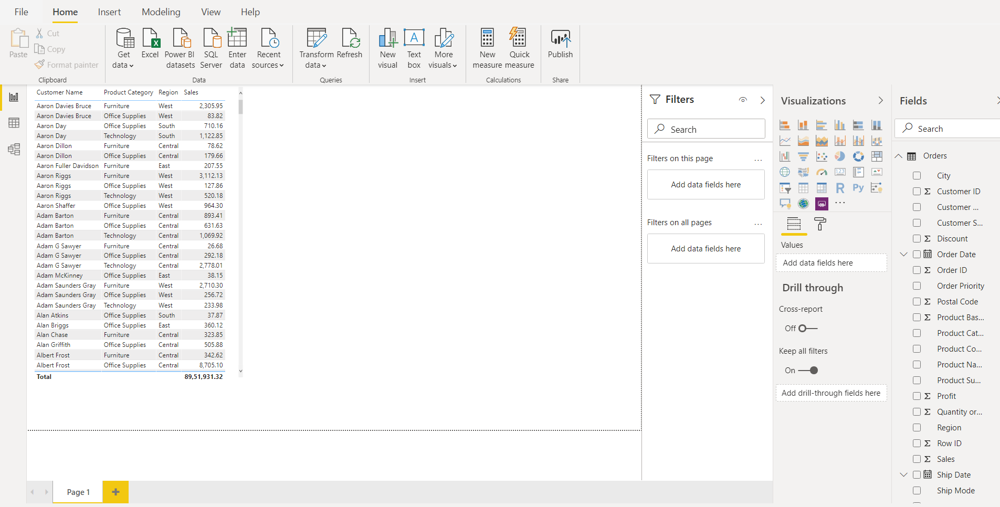 File Home Insert Modeling View Help
Paste
Cut
Copy
Format painter
Clipboard
Get data
Excel
Power BI datasets
SQL Server
Enter data
Recent sources
Data
Transform data
Refresh
Queries
New visual
Text box
More visuals
Insert
New measure
Quick measure
Calculations
Publish
Share
Customer Name Product Category Region Sales
Aaron Davies Bruce Furniture West 2,305.95
Aaron Davies Bruce Office Supplies West 83.82
Aaron Day Office Supplies South 710.16
Aaron Day Technology South 1,122.85
Aaron Dillon Furniture Central 78.62
Aaron Dillon Office Supplies Central 179.66
Aaron Fuller Davidson Furniture East 207.55
Aaron Riggs Furniture West 3,112.13
Aaron Riggs Office Supplies West 127.86
Aaron Riggs Technology West 520.18
Aaron Shaffer Office Supplies West 964.30
Adam Barton Furniture Central 893.41
Adam Barton Office Supplies Central 631.63
Adam Barton Technology Central 1,069.92
Adam G Sawyer Furniture Central 26.68
Adam G Sawyer Office Supplies Central 292.18
Adam G Sawyer Technology Central 2,778.01
Adam McKinney Office Supplies East 38.15
Adam Saunders Gray Furniture West 2,710.30
Adam Saunders Gray Office Supplies West 256.72
Adam Saunders Gray Technology West 233.98
Alan Atkins Office Supplies South 37.87
Alan Briggs Office Supplies East 360.12
Alan Chase Furniture Central 323.85
Alan Griffith Office Supplies Central 505.88
Albert Frost Furniture Central 342.62
Albert Frost Office Supplies Central 8,705.10
Total 89,51,931.32
Page 1
Filters
Search
Filters on this page ...
Add data fields here
Filters on all pages ...
Add data fields here
Visualizations
123
R Py
...
Values
Add data fields here
Drill through
Cross-report
Off
Keep all filters
On
Add drill-through fields here
Fields
Search
Orders
City
Σ Customer ID
Customer ...
Customer S...
Σ Discount
Order Date
Σ Order ID
Order Priority
Σ Postal Code
Σ Product Bas...
Product Cat...
Product Co...
Product Na...
Product Su...
Σ Profit
Σ Quantity or...
Region
Σ Row ID
Σ Sales
Ship Date
Ship Mode